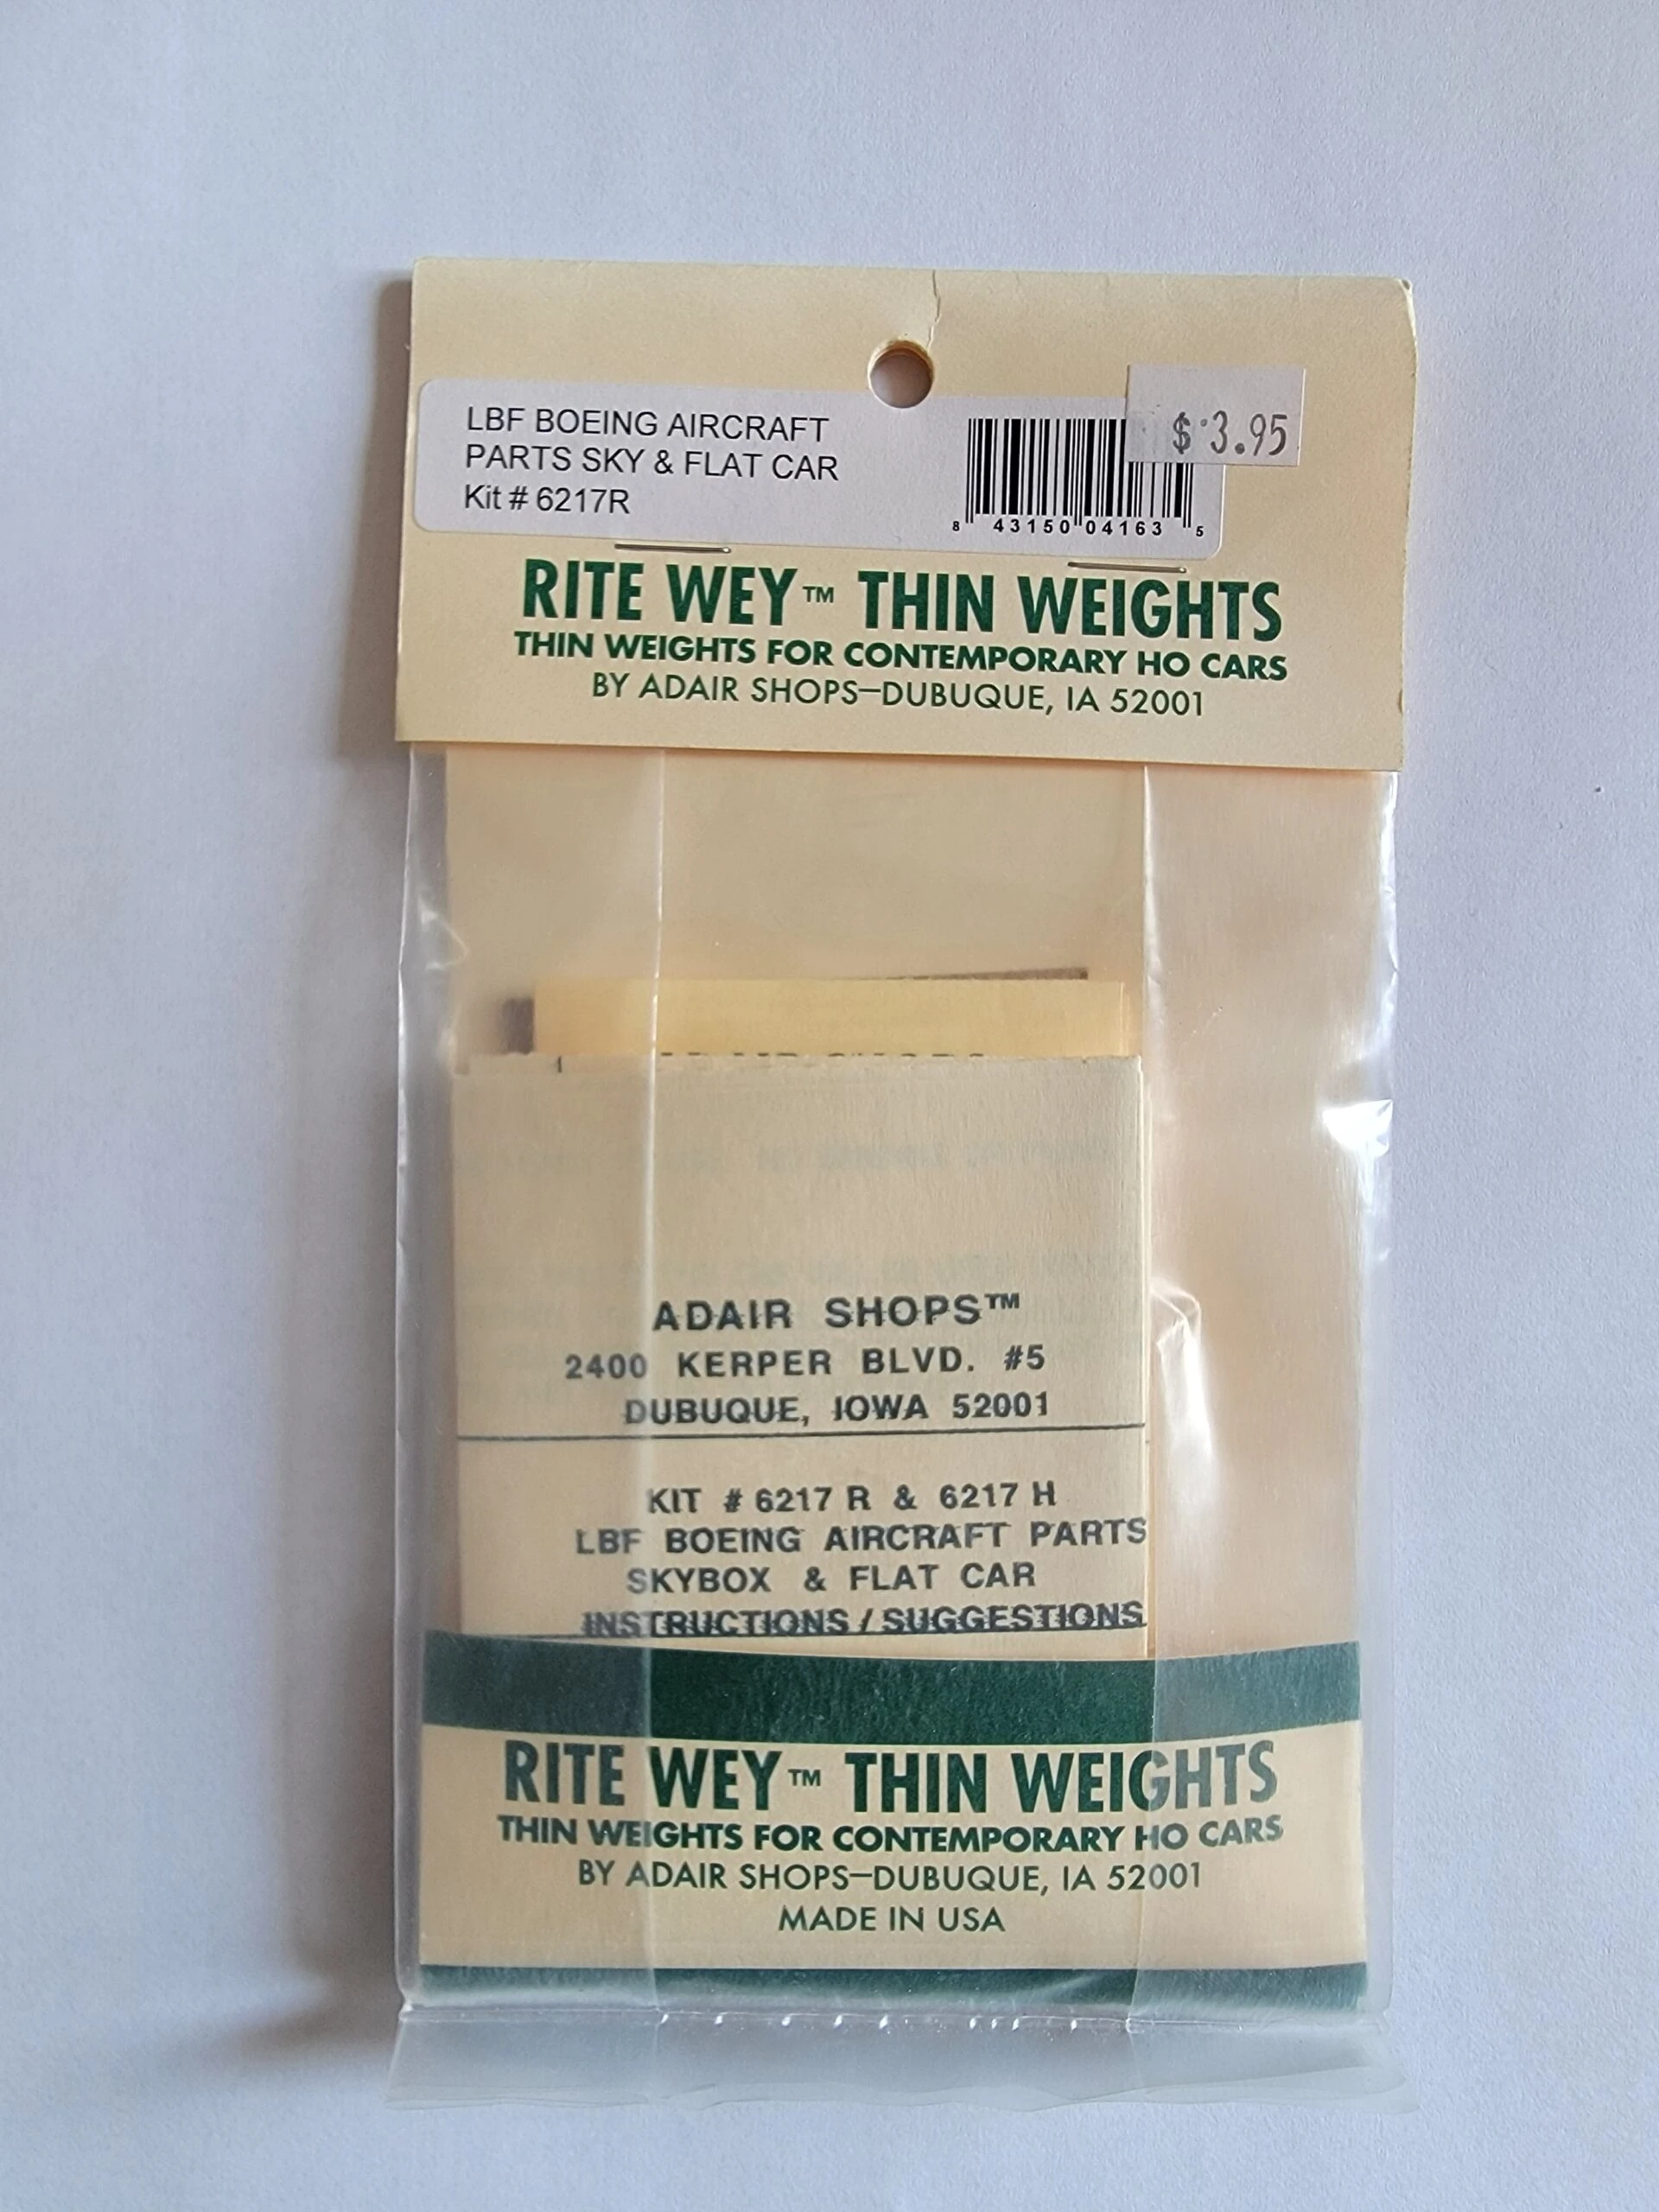 LBF BOEING AIRCRAFT
PARTS SKY & FLAT CAR
Kit # 6217R
$ 3.95
8 43150 04163 5
RITE WEY™ THIN WEIGHTS
THIN WEIGHTS FOR CONTEMPORARY HO CARS
BY ADAIR SHOPS—DUBUQUE, IA 52001
ADAIR SHOPS™
2400 KERPER BLVD. #5
DUBUQUE, IOWA 52001
KIT # 6217 R & 6217 H
LBF BOEING AIRCRAFT PARTS
SKYBOX & FLAT CAR
INSTRUCTIONS / SUGGESTIONS
RITE WEY™ THIN WEIGHTS
THIN WEIGHTS FOR CONTEMPORARY HO CARS
BY ADAIR SHOPS—DUBUQUE, IA 52001
MADE IN USA